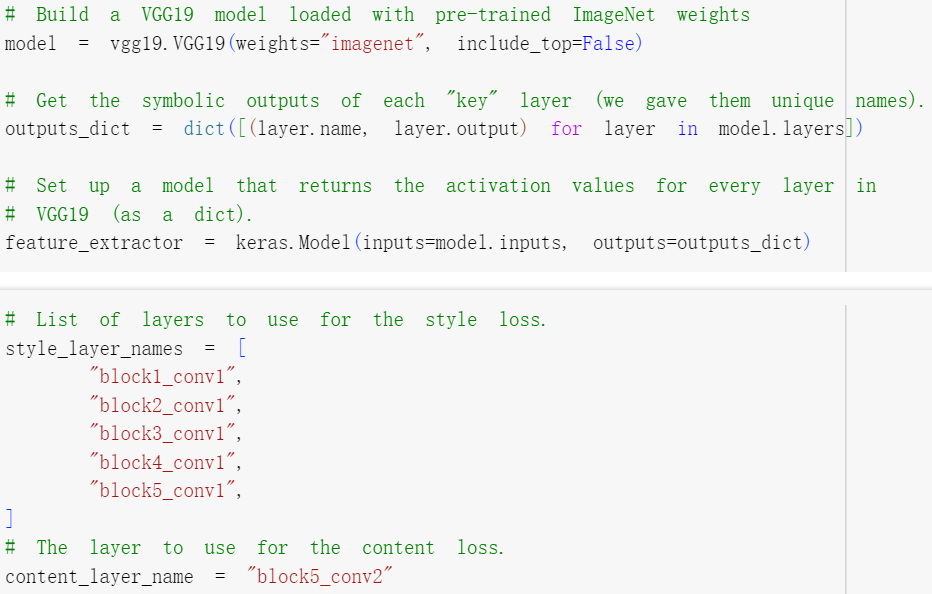 # Build a VGG19 model loaded with pre-trained ImageNet weights
model = vgg19.VGG19(weights="imagenet", include_top=False)
# Get the symbolic outputs of each "key" layer (we gave them unique names).
outputs_dict = dict([(layer.name, layer.output) for layer in model.layers])
# Set up a model that returns the activation values for every layer in
# VGG19 (as a dict).
feature_extractor = keras.Model(inputs=model.inputs, outputs=outputs_dict)
# List of layers to use for the style loss.
style_layer_names = [
"block1_conv1",
"block2_conv1",
"block3_conv1",
"block4_conv1",
"block5_conv1",
]
# The layer to use for the content loss.
content_layer_name = "block5_conv2"